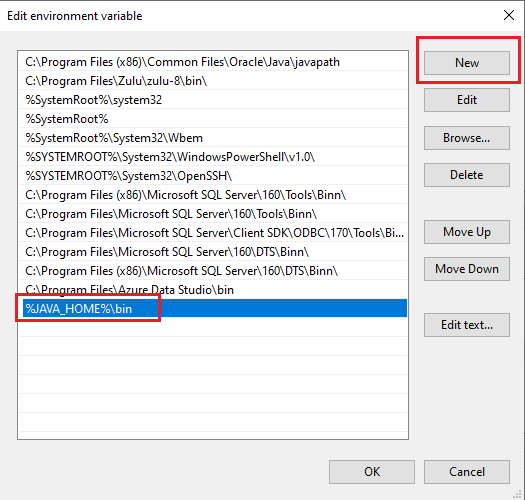 Edit environment variable
C:\Program Files (x86)\Common Files\Oracle\Java\javapath
New
C:\Program Files\Zulu\zulu-8\bin\
%SystemRoot%\system32
Edit
%SystemRoot%
%SystemRoot%\System32\Wbem
Browse...
%SYSTEMROOT%\System32\WindowsPowerShell\v1.0\
%SYSTEMROOT%\System32\OpenSSH\
Delete
C:\Program Files (x86)\Microsoft SQL Server\160\Tools\Binn\
C:\Program Files\Microsoft SQL Server\160\Tools\Binn\
C:\Program Files\Microsoft SQL Server\Client SDK\ODBC\170\Tools\Bi...
Move Up
C:\Program Files\Microsoft SQL Server\160\DTS\Binn\
C:\Program Files (x86)\Microsoft SQL Server\160\DTS\Binn\
Move Down
C:\Program Files\Azure Data Studio\bin
%JAVA_HOME%\bin
Edit text...
OK
Cancel